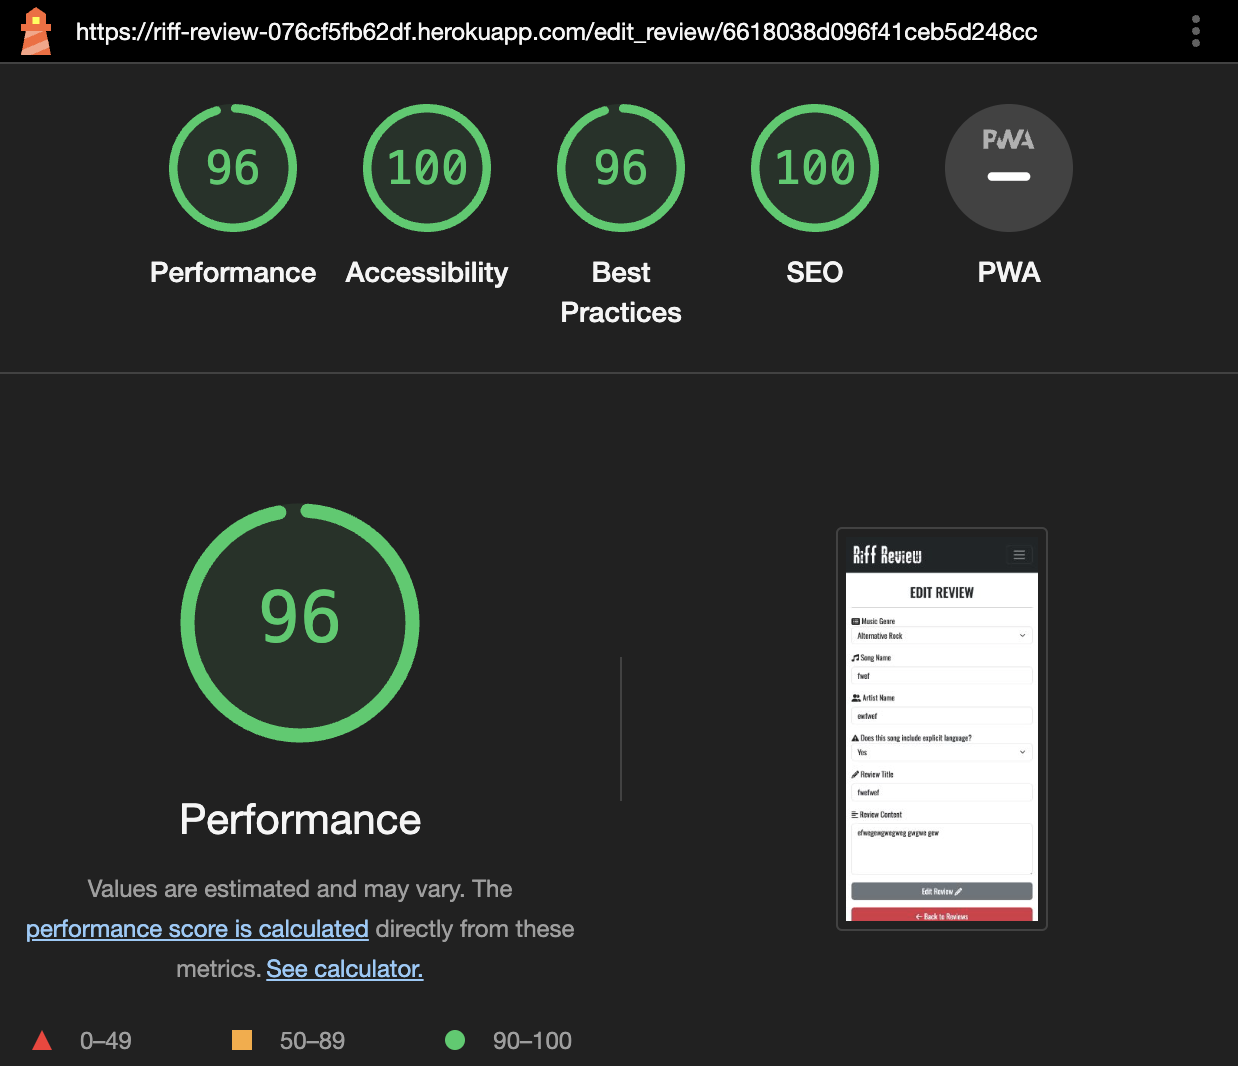 https://riff-review-076cf5fb62df.herokuapp.com/edit_review/6618038d096f41ceb5d248cc
96
100
96
100
PWA
Performance
Accessibility
Best
Practices
SEO
PWA
96
Performance
Values are estimated and may vary. The
performance score is calculated directly from these
metrics. See calculator.
0–49
50–89
90–100
Riff Review
EDIT REVIEW
Music Genre
Alternative Rock
Song Name
fwef
Artist Name
ewfwef
Does this song include explicit language?
Yes
Review Title
fwefwef
Review Content
Edit Review
← Back to Reviews